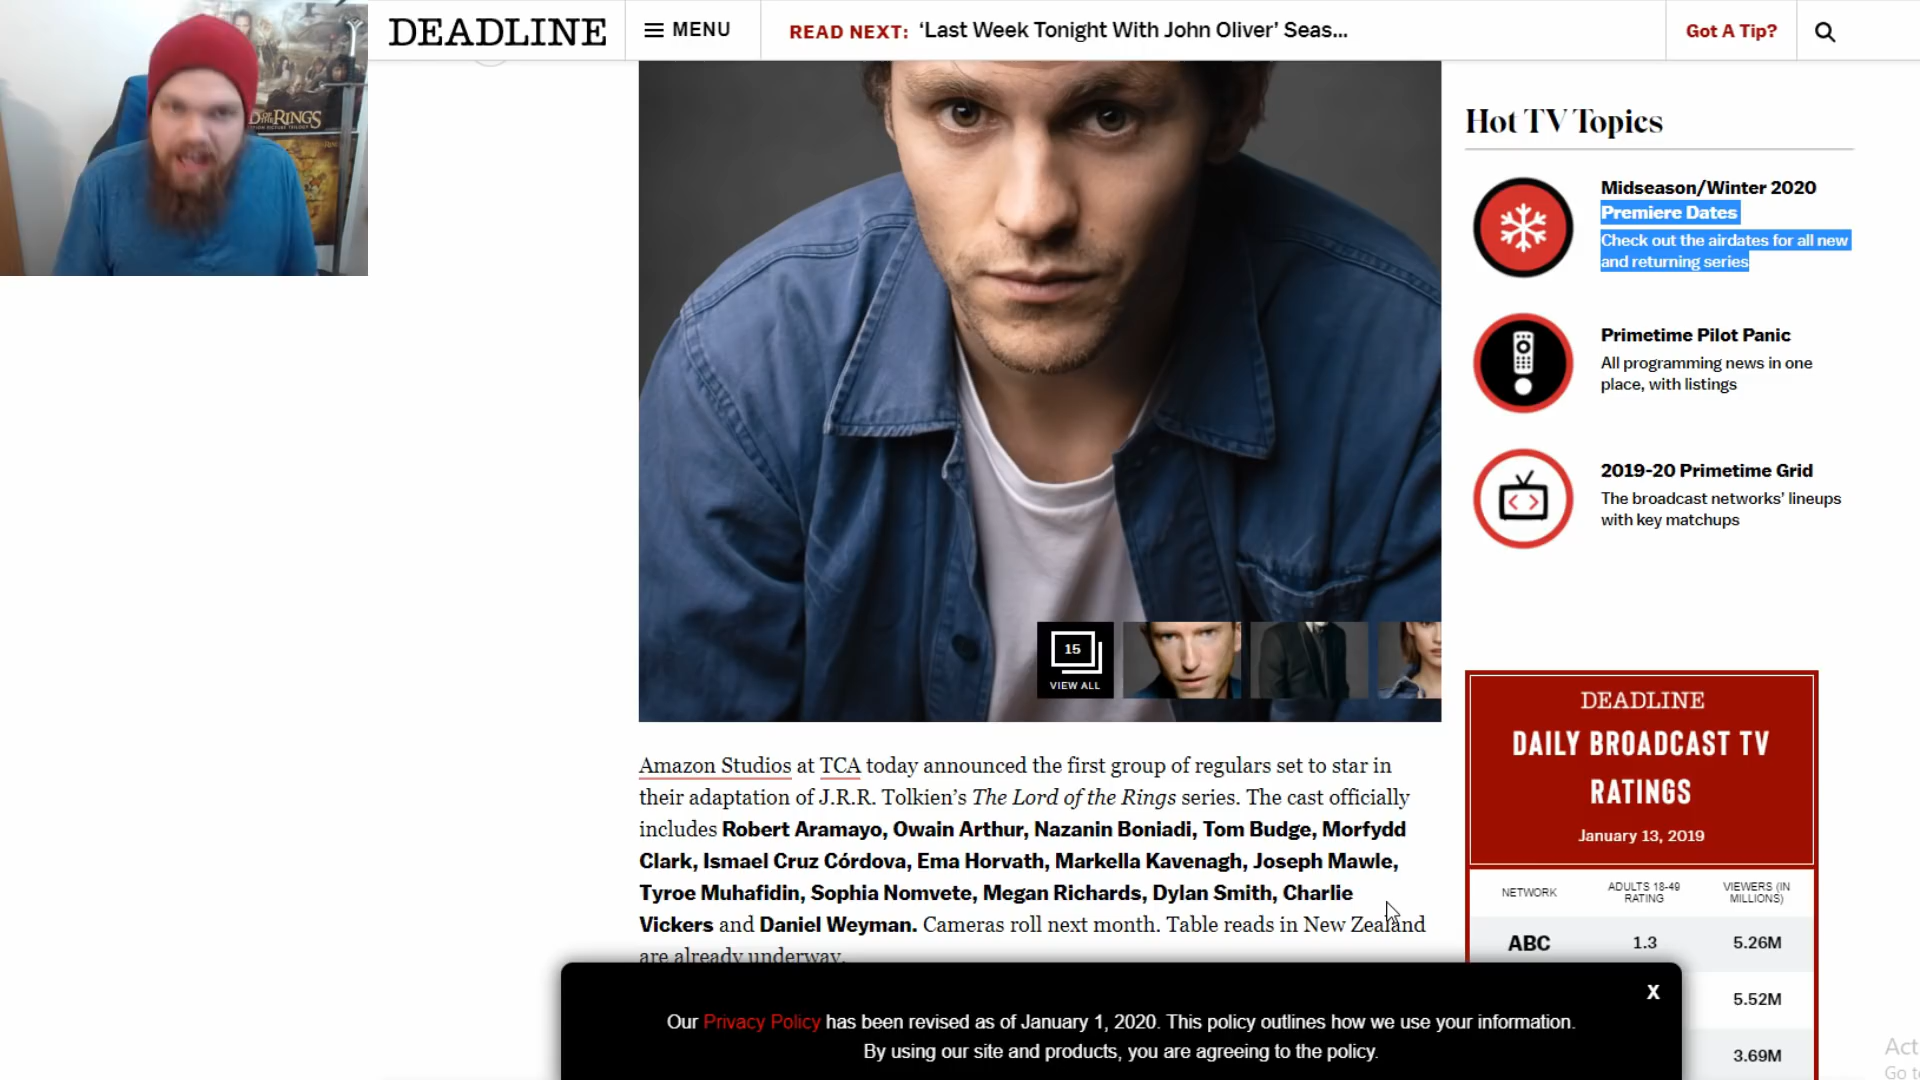 DEADLINE
MENU
READ NEXT: ‘Last Week Tonight With John Oliver’ Seas...
Got A Tip?
OF THE RINGS
Hot TV Topics
Midseason/Winter 2020
Premiere Dates
Check out the airdates for all new
and returning series
Primetime Pilot Panic
All programming news in one
place, with listings
2019-20 Primetime Grid
The broadcast networks' lineups
with key matchups
15
VIEW ALL
Amazon Studios at TCA today announced the first group of regulars set to star in
their adaptation of J.R.R. Tolkien’s The Lord of the Rings series. The cast officially
includes Robert Aramayo, Owain Arthur, Nazanin Boniadi, Tom Budge, Morfydd
Clark, Ismael Cruz Córdova, Ema Horvath, Markella Kavenagh, Joseph Mawle,
Tyroe Muhafidin, Sophia Nomvete, Megan Richards, Dylan Smith, Charlie
Vickers and Daniel Weyman. Cameras roll next month. Table reads in New Zealand
are already underway.
DEADLINE
DAILY BROADCAST TV
RATINGS
January 13, 2019
NETWORK
ADULTS 18-49
RATING
VIEWERS (IN
MILLIONS)
ABC 1.3 5.26M
5.52M
3.69M
X
Our Privacy Policy has been revised as of January 1, 2020. This policy outlines how we use your information.
By using our site and products, you are agreeing to the policy.
Act
Go t